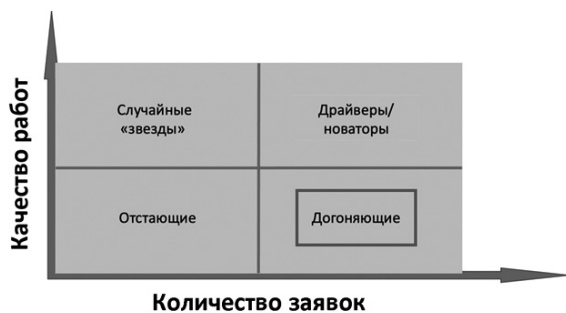 Качество работ
Случайные
«звезды»
Драйверы/
новаторы
Отстающие
Догоняющие
Количество заявок